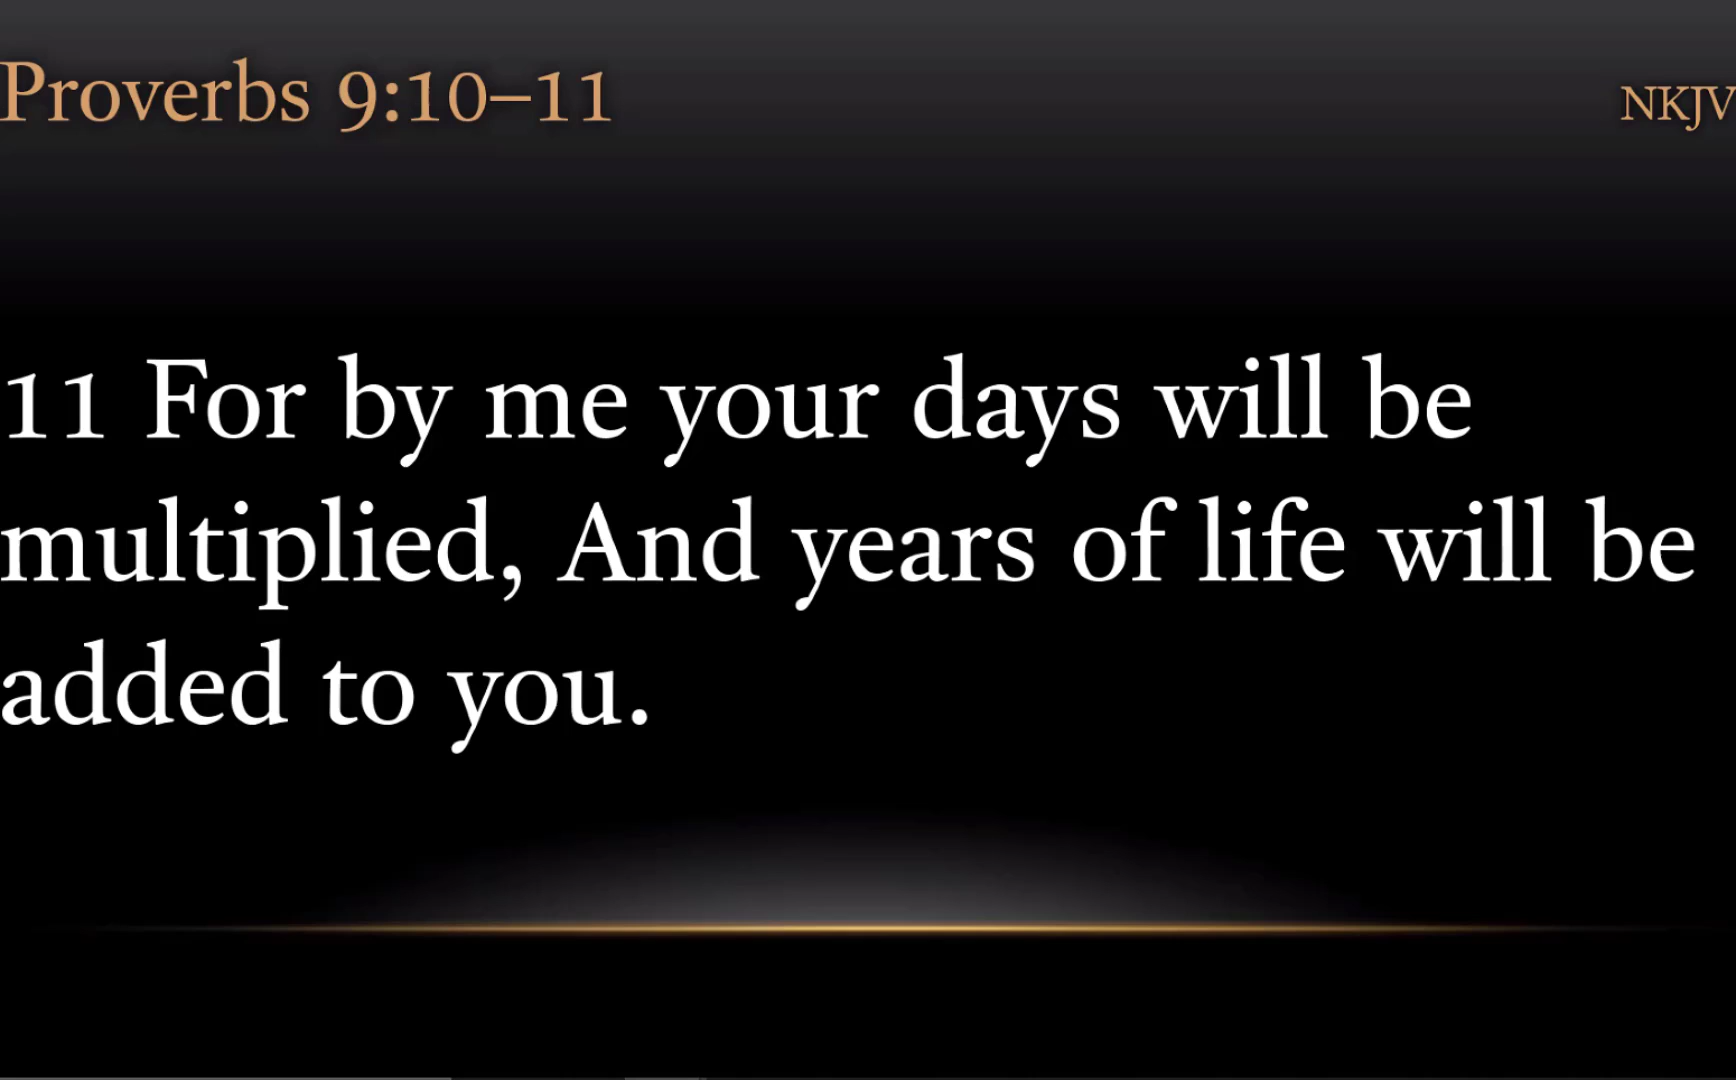 Proverbs 9:10–11
NKJV
11 For by me your days will be
multiplied, And years of life will be
added to you.